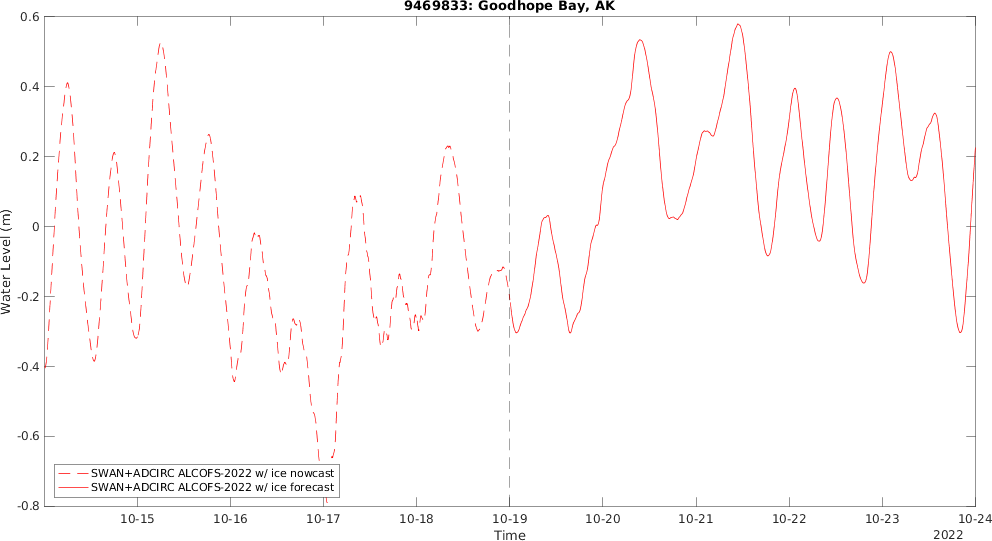 9469833: Goodhope Bay, AK
0.6
0.4
0.2
0
-0.2
-0.4
-0.6
-0.8
Water Level (m)
SWAN+ADCIRC ALCOFS-2022 w/ ice nowcast
SWAN+ADCIRC ALCOFS-2022 w/ ice forecast
10-15 10-16 10-17 10-18 10-19 10-20 10-21 10-22 10-23 10-24
Time
2022